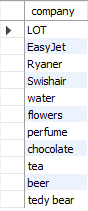 company
LOT
EasyJet
Ryaner
Swishair
water
flowers
perfume
chocolate
tea
beer
tedy bear